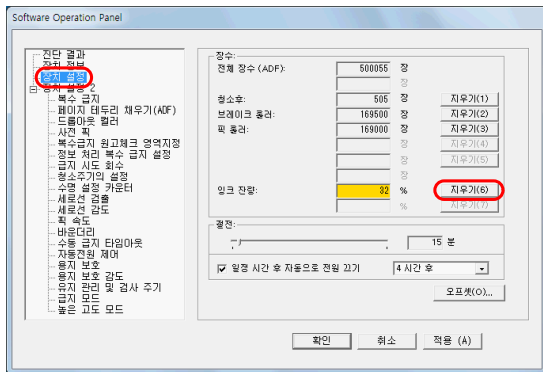 Software Operation Panel
진단 결과
장치 정보
장치 설정
장치 설정 2
복수 급지
페이지 테두리 채우기(ADF)
드롭아웃 컬러
사전 픽
복수급지 원고체크 영역지정
정보 처리 복수 급지 설정
급지 시도 회수
청소주기의 설정
수명 설정 카운터
세로선 검출
세로선 감도
픽 속도
바운더리
수동 급지 타임아웃
자동전원 제어
용지 보호
용지 보호 감도
유지 관리 및 검사 주기
급지 모드
높은 고도 모드
장수:
전체 장수 (ADF): 500055 장
장
청소후: 505 장 지우기(1)
브레이크 롤러: 169500 장 지우기(2)
픽 롤러: 169000 장 지우기(3)
장 지우기(4)
장 지우기(5)
장
잉크 잔량: 32 % 지우기(6)
% 지우기(7)
절전:
15 분
일정 시간 후 자동으로 전원 끄기 4 시간 후
오프셋(O)...
확인 취소 적용 (A)